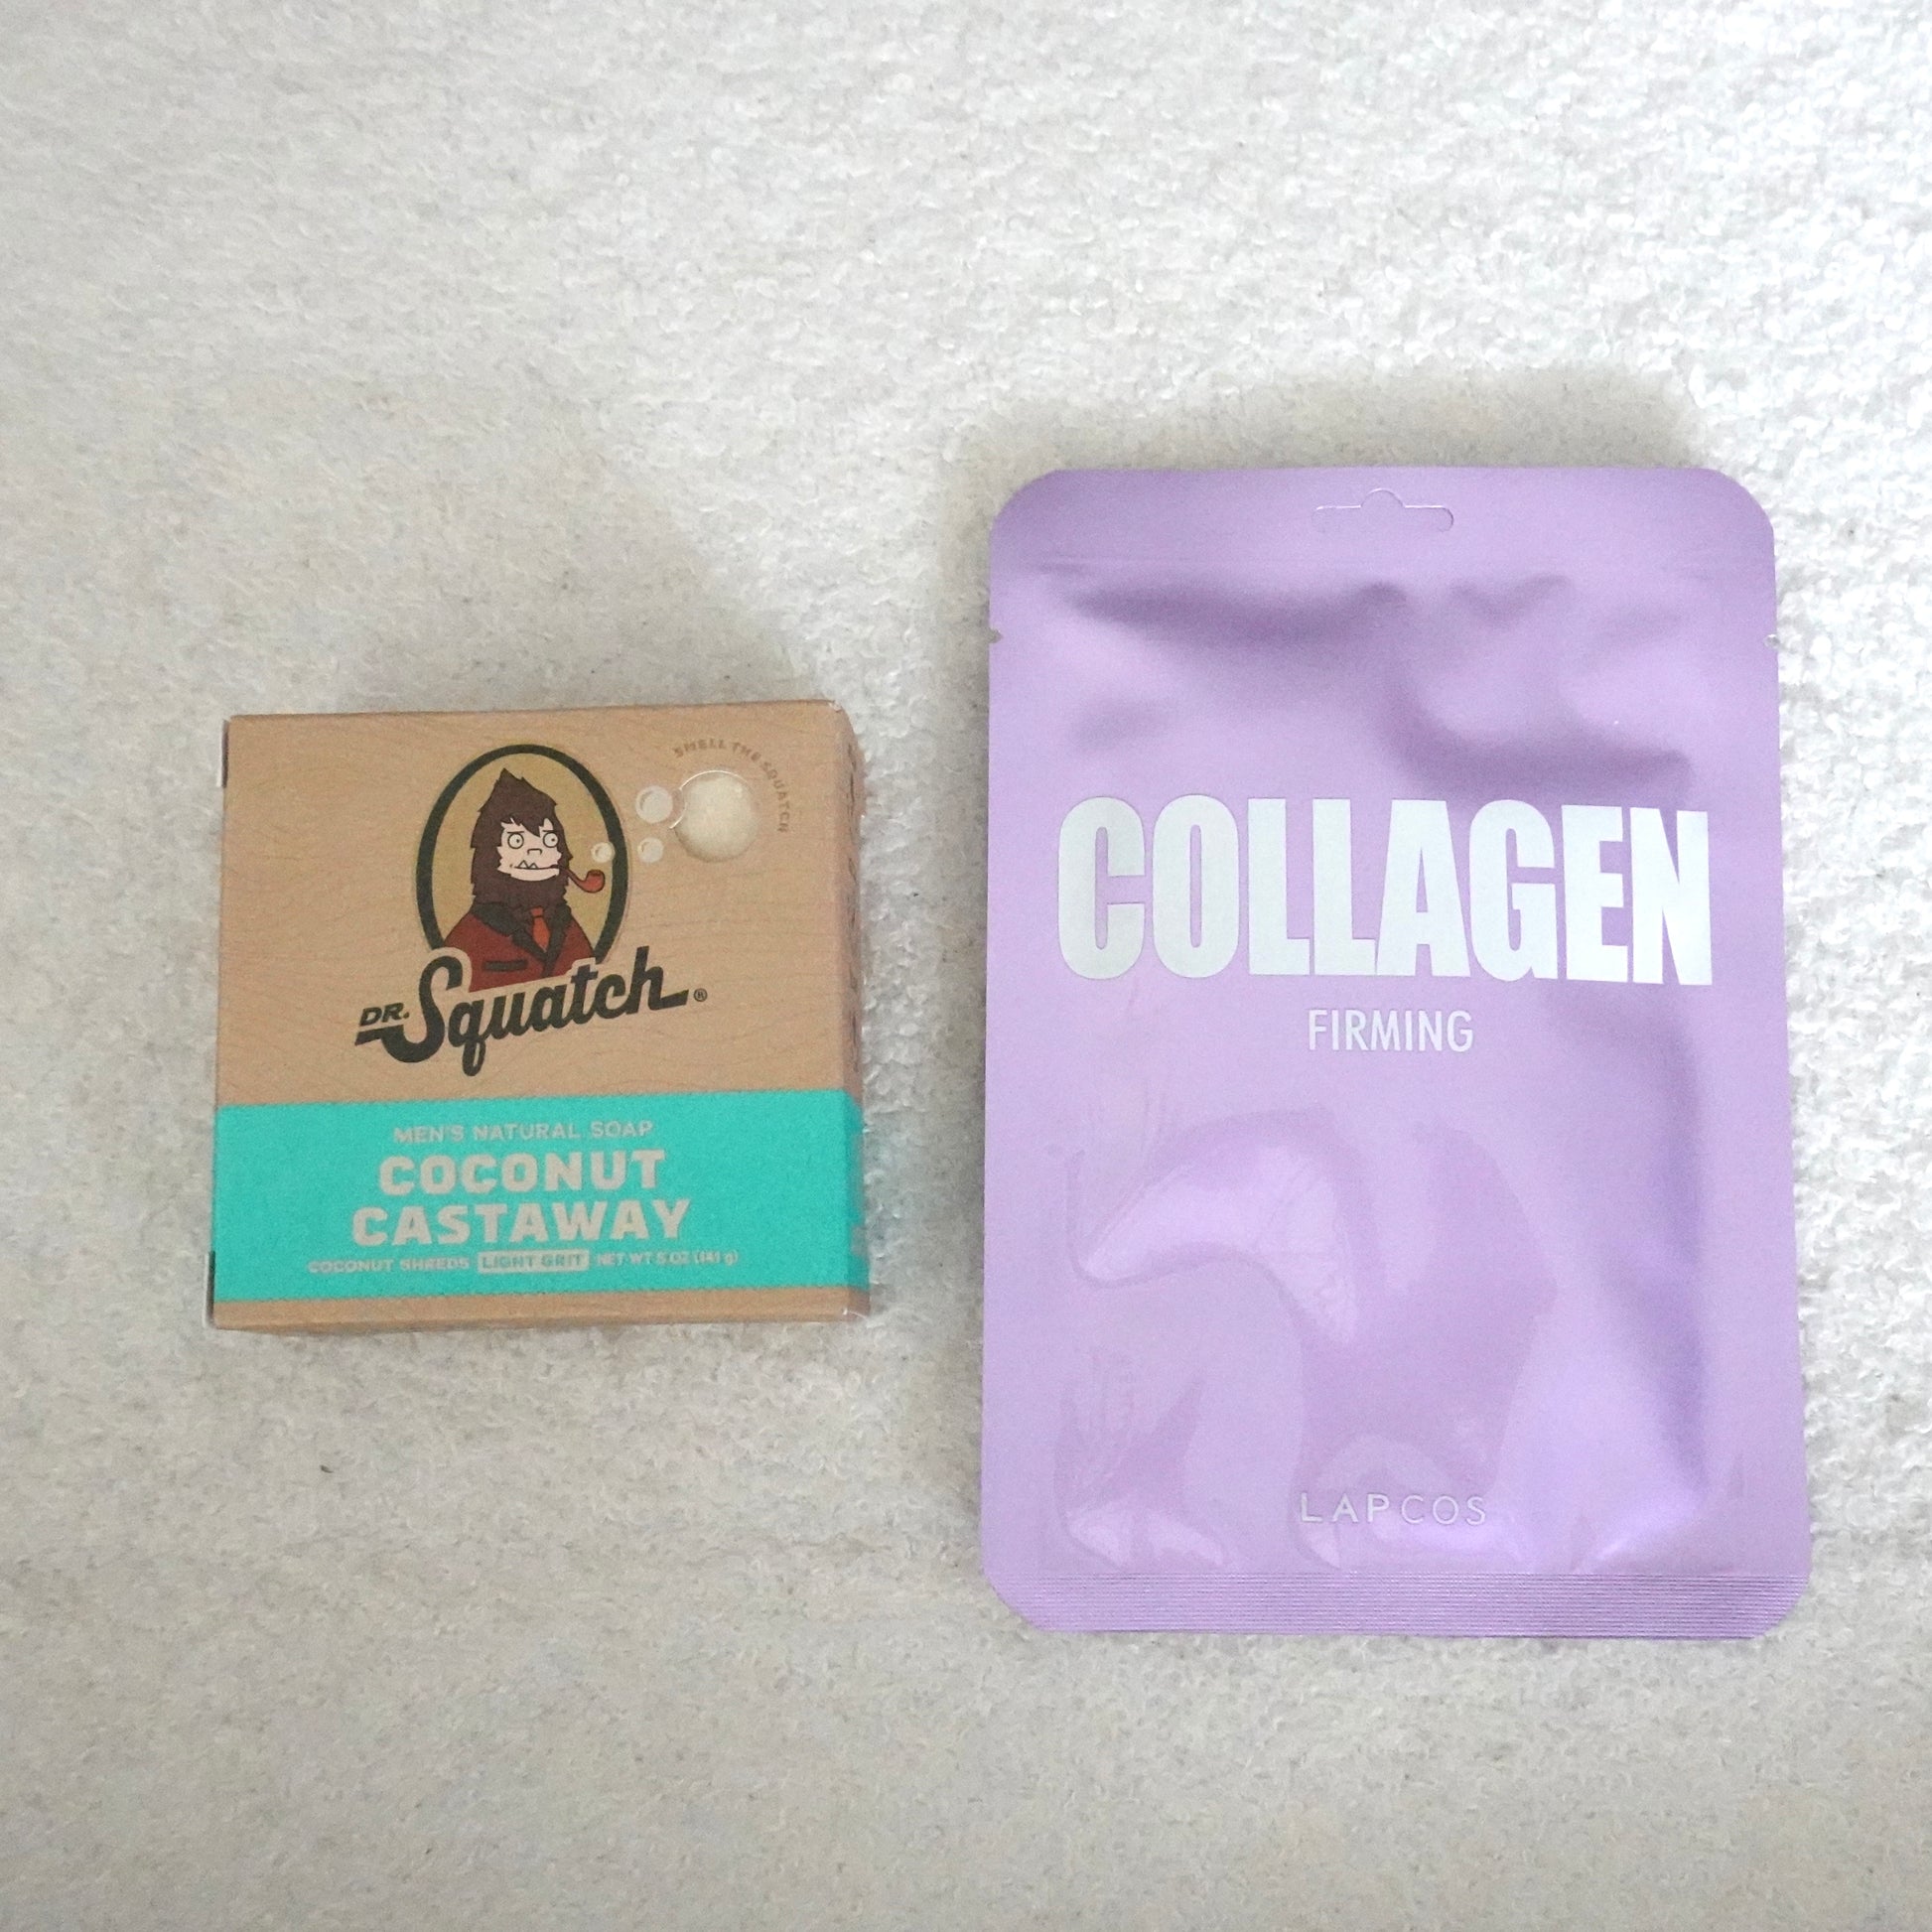 SMELL THE SQUATCH
DR. Squatch®
MEN'S NATURAL SOAP
COCONUT
CASTAWAY
COCONUT SHREDS LIGHT GRIT NET WT 5 OZ (141 g)
COLLAGEN
FIRMING
LAPCOS